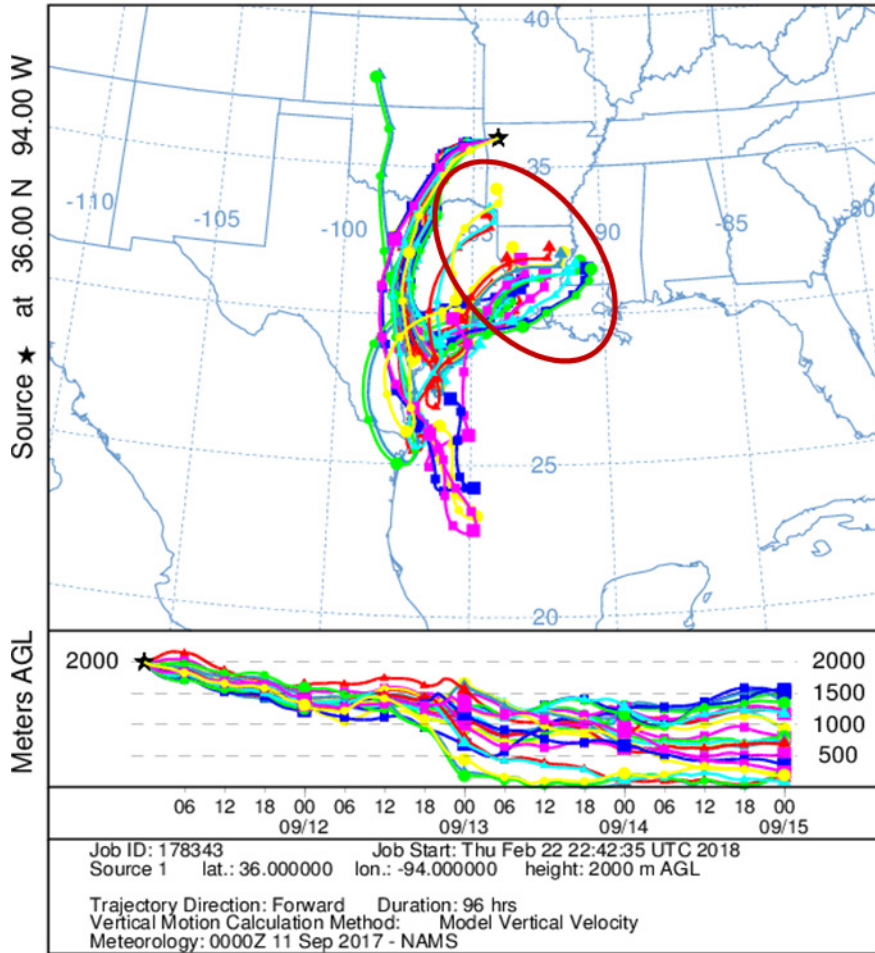 Source ★ at 36.00 N 94.00 W
40
35
-110
-105
-100
-95
-90
-85
-80
25
20
Meters AGL
2000
2000
1500
1000
500
06 12 18 00 06 12 18 00 06 12 18 00 06 12 18 00
09/12 09/13 09/14 09/15
Job ID: 178343 Job Start: Thu Feb 22 22:42:35 UTC 2018
Source 1 lat.: 36.000000 lon.: -94.000000 height: 2000 m AGL
Trajectory Direction: Forward Duration: 96 hrs
Vertical Motion Calculation Method: Model Vertical Velocity
Meteorology: 0000Z 11 Sep 2017 - NAMS